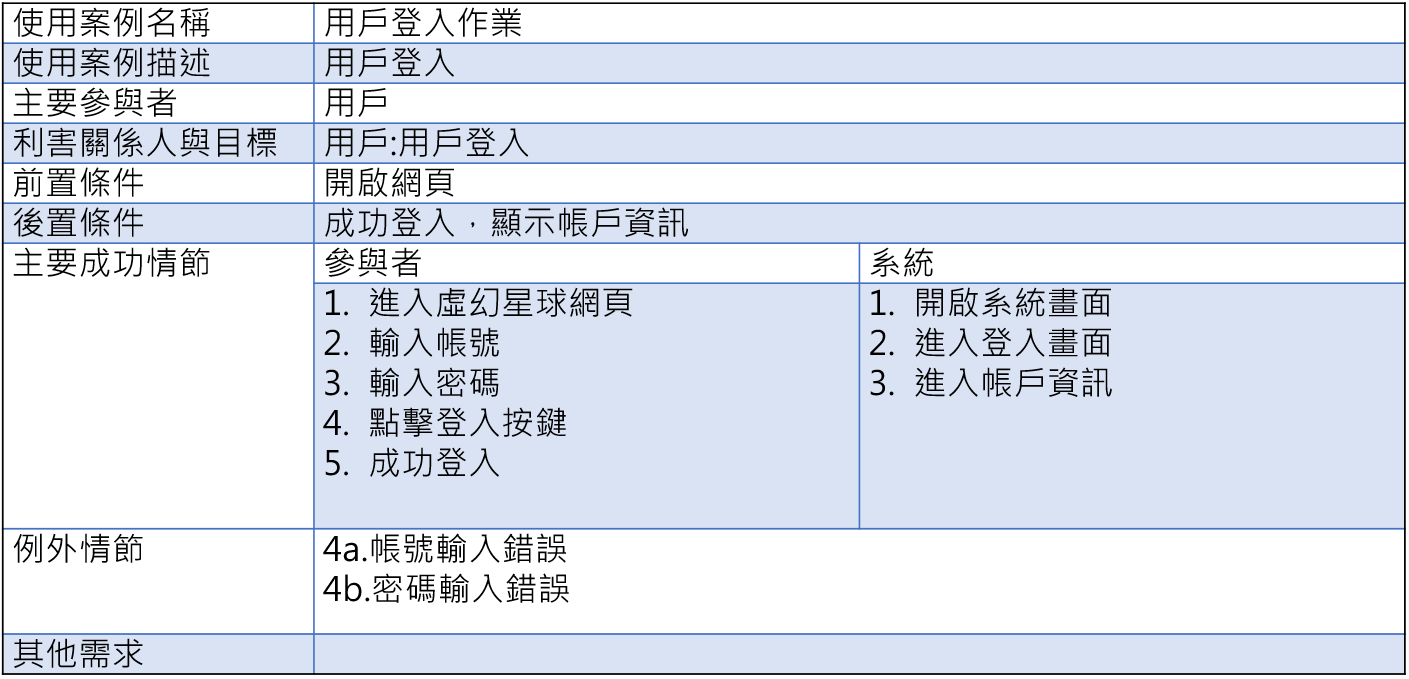 使用案例名稱 用戶登入作業
使用案例描述 用戶登入
主要參與者 用戶
利害關係人與目標 用戶:用戶登入
前置條件 開啟網頁
後置條件 成功登入，顯示帳戶資訊
主要成功情節 參與者 系統
1. 進入虛幻星球網頁 1. 開啟系統畫面
2. 輸入帳號 2. 進入登入畫面
3. 輸入密碼 3. 進入帳戶資訊
4. 點擊登入按鍵
5. 成功登入
例外情節 4a.帳號輸入錯誤
4b.密碼輸入錯誤
其他需求